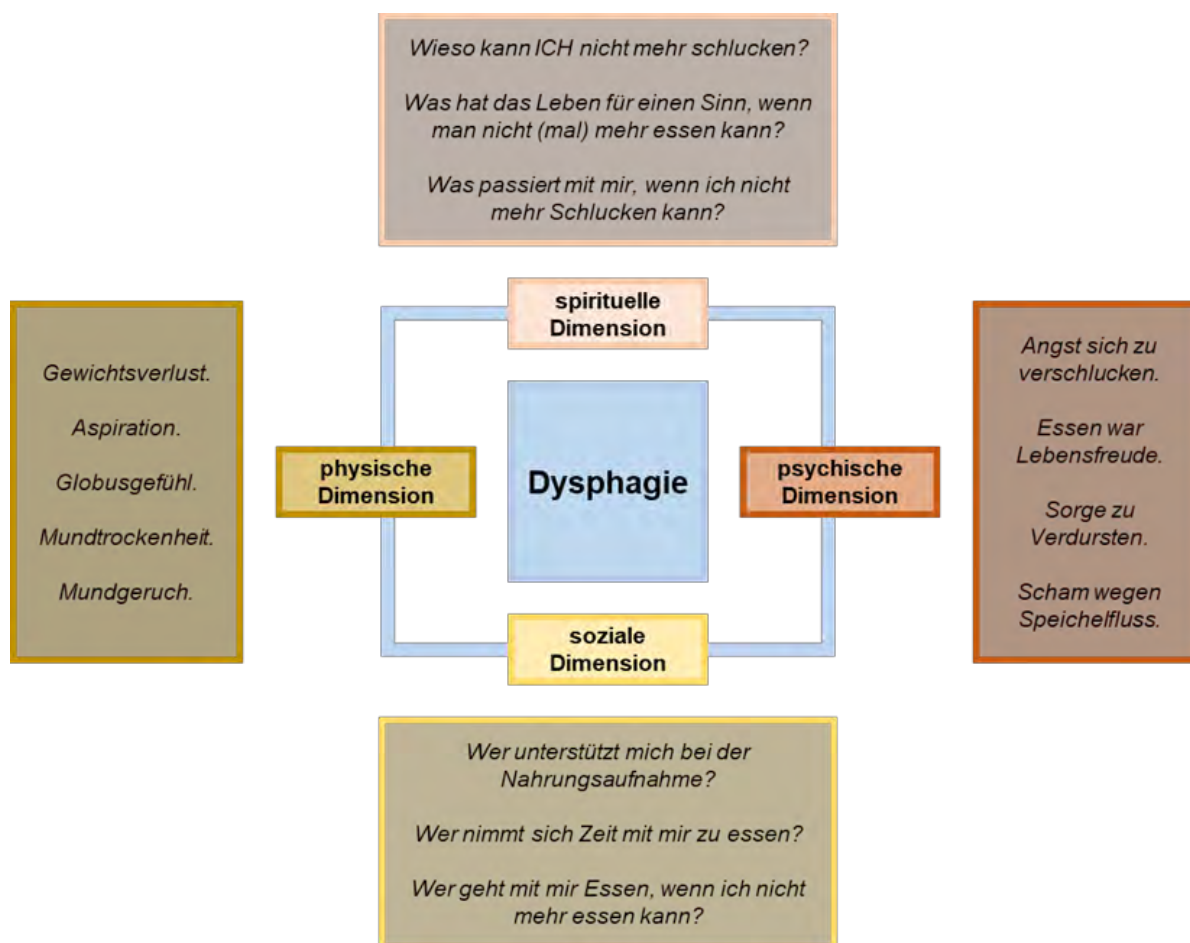 Wieso kann ICH nicht mehr schlucken?
Was hat das Leben für einen Sinn, wenn
man nicht (mal) mehr essen kann?
Was passiert mit mir, wenn ich nicht
mehr Schlucken kann?
spirituelle
Dimension
Gewichtsverlust.
Aspiration.
Globusgefühl.
Mundtrockenheit.
Mundgeruch.
physische
Dimension
Dysphagie
psychische
Dimension
Angst sich zu
verschlucken.
Essen war
Lebensfreude.
Sorge zu
Verdursten.
Scham wegen
Speichelfluss.
soziale
Dimension
Wer unterstützt mich bei der
Nahrungsaufnahme?
Wer nimmt sich Zeit mit mir zu essen?
Wer geht mit mir Essen, wenn ich nicht
mehr essen kann?